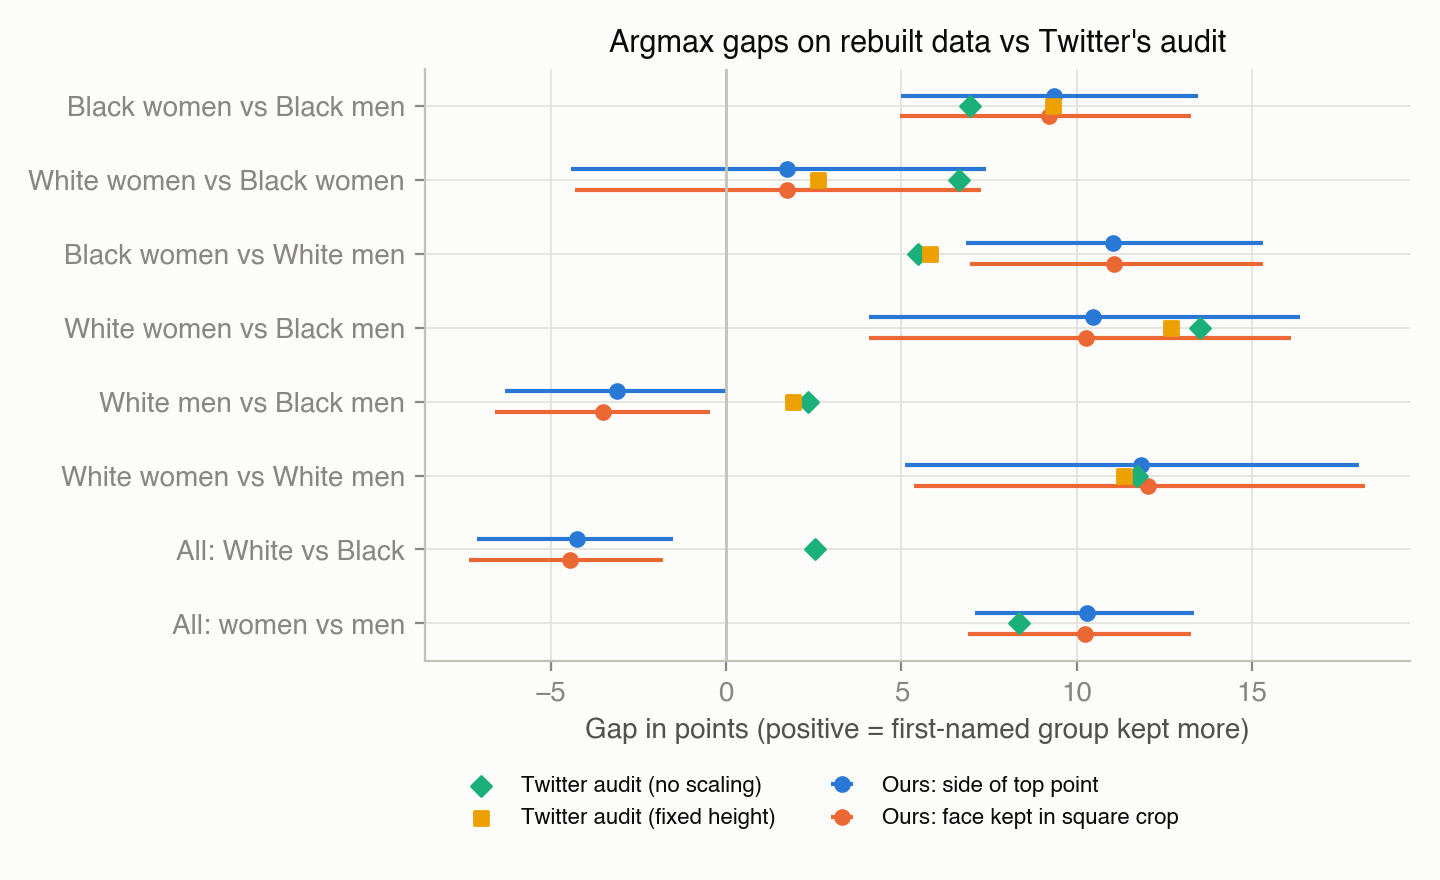 Argmax gaps on rebuilt data vs Twitter's audit
Black women vs Black men
White women vs Black women
Black women vs White men
White women vs Black men
White men vs Black men
White women vs White men
All: White vs Black
All: women vs men
−5 0 5 10 15
Gap in points (positive = first-named group kept more)
Twitter audit (no scaling)
Twitter audit (fixed height)
Ours: side of top point
Ours: face kept in square crop